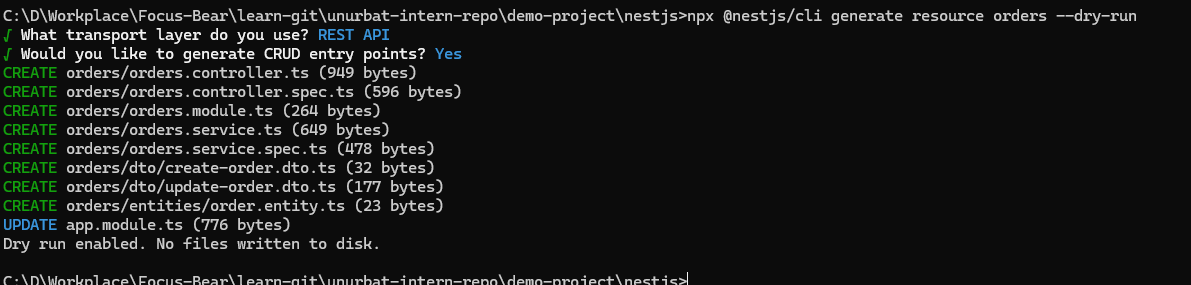 C:\D\Workplace\Focus-Bear\learn-git\unurbat-intern-repo\demo-project\nestjs>npx @nestjs/cli generate resource orders --dry-run
√ What transport layer do you use? REST API
√ Would you like to generate CRUD entry points? Yes
CREATE orders/orders.controller.ts (949 bytes)
CREATE orders/orders.controller.spec.ts (596 bytes)
CREATE orders/orders.module.ts (264 bytes)
CREATE orders/orders.service.ts (649 bytes)
CREATE orders/orders.service.spec.ts (478 bytes)
CREATE orders/dto/create-order.dto.ts (32 bytes)
CREATE orders/dto/update-order.dto.ts (177 bytes)
CREATE orders/entities/order.entity.ts (23 bytes)
UPDATE app.module.ts (776 bytes)
Dry run enabled. No files written to disk.
C:\D\Workplace\Focus-Bear\learn-git\unurbat-intern-repo\demo-project\nestjs>